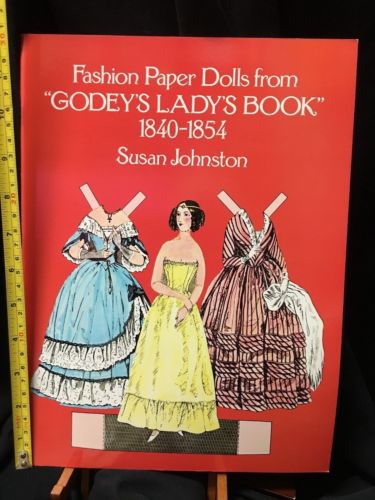 Fashion Paper Dolls from
"GODEY'S LADY'S BOOK"
1840-1854
Susan Johnston